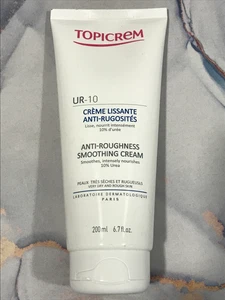 TOPICREM
UR-10
CRÈME LISSANTE
ANTI-RUGOSITÉS
Lisse, nourrit intensément
10% d'urée
ANTI-ROUGHNESS
SMOOTHING CREAM
Smoothes, intensely nourishes
10% Urea
PEAUX TRÈS SÈCHES ET RUGUEUSES
VERY DRY AND ROUGH SKIN
LABORATOIRE DERMATOLOGIQUE
PARIS
200 ml 6.7 fl.oz.